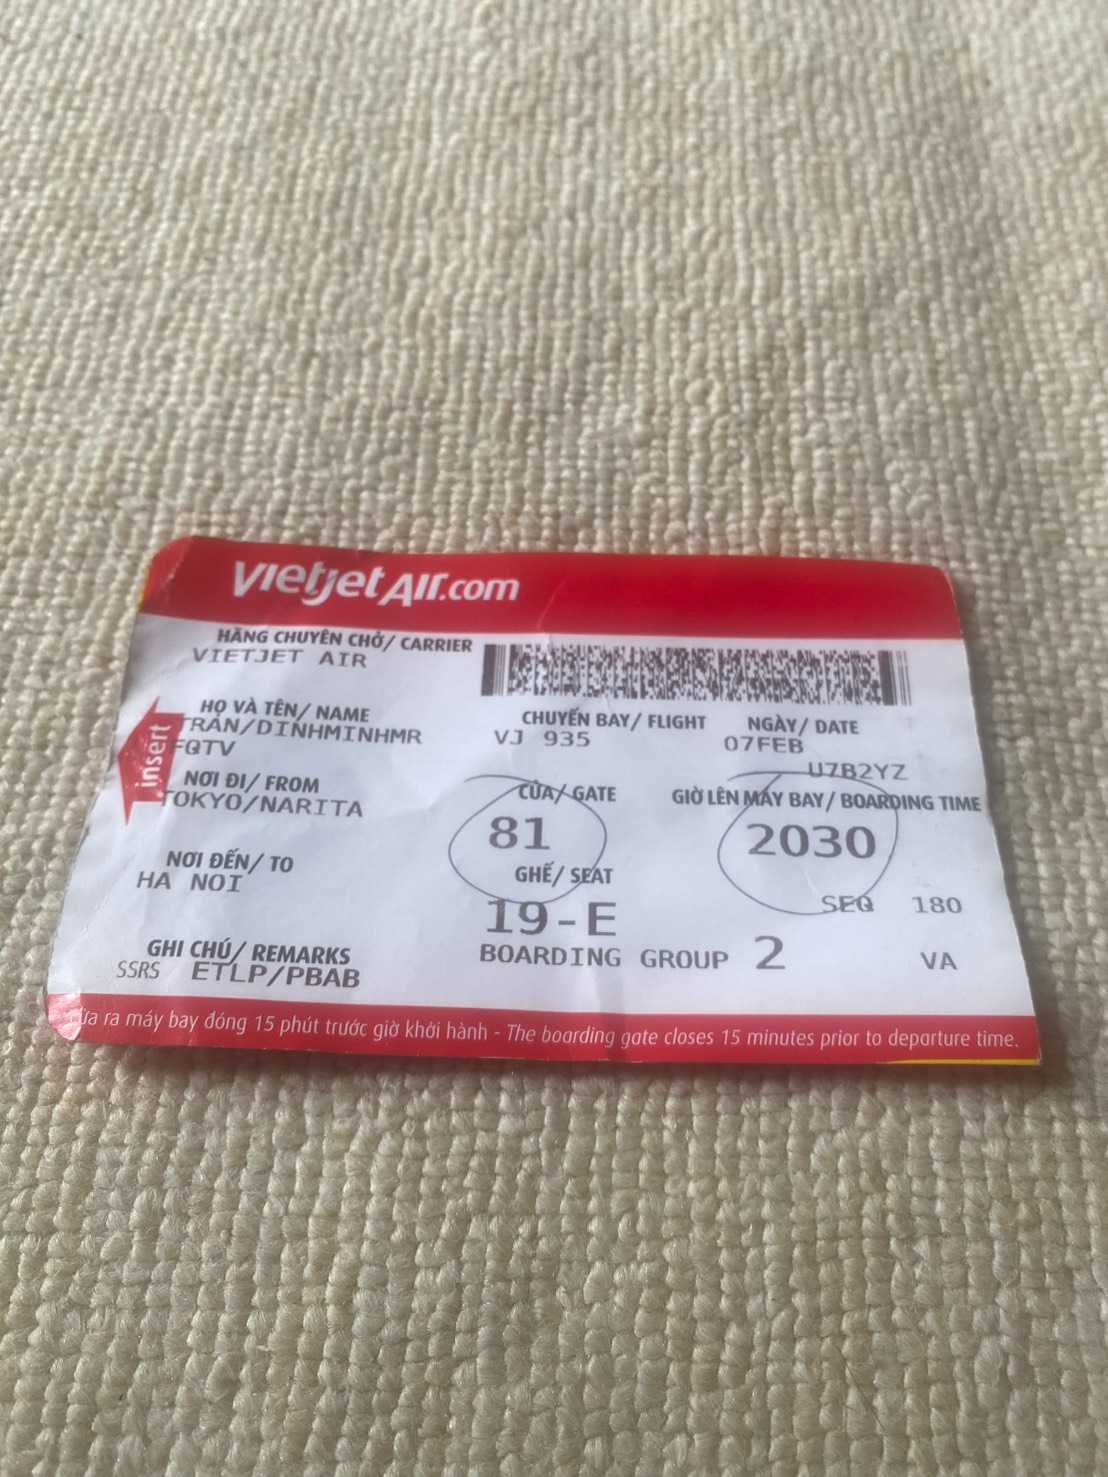 vietjetAir.com
HÃNG CHUYÊN CHỞ/ CARRIER
VIETJET AIR
HỌ VÀ TÊN/ NAME
TRAN/DINHMINHMR
FQTV
CHUYẾN BAY/ FLIGHT
VJ 935
NGÀY/ DATE
07FEB
U7B2YZ
insert
NƠI ĐI/ FROM
TOKYO/NARITA
CỬA/ GATE
81
GIỜ LÊN MÁY BAY/ BOARDING TIME
2030
NƠI ĐẾN/ TO
HA NOI
GHẾ/ SEAT
19-E
SEQ 180
GHI CHÚ/ REMARKS
SSRS ETLP/PBAB
BOARDING GROUP 2
VA
ra máy bay đóng 15 phút trước giờ khởi hành - The boarding gate closes 15 minutes prior to departure time.